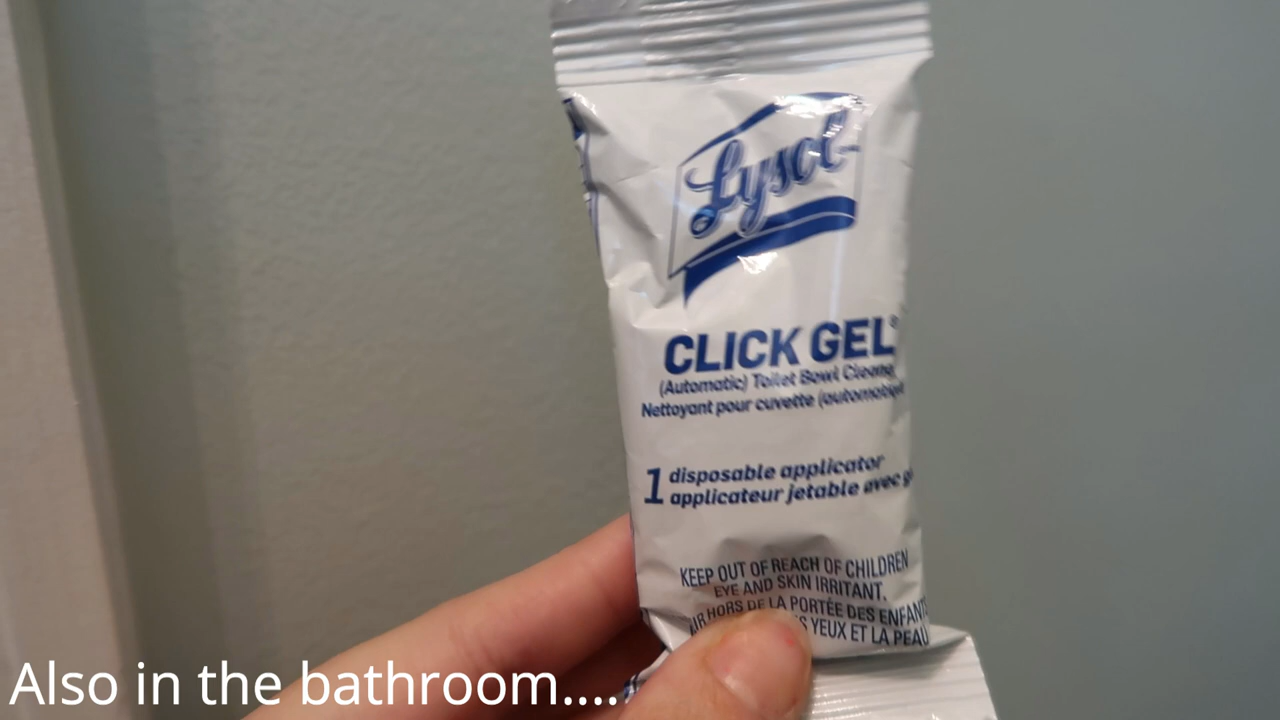 Lysol
CLICK GEL®
(Automatic) Toilet Bowl Cleaner
Nettoyant pour cuvette
1 disposable applicator
applicateur jetable avec
KEEP OUT OF REACH OF CHILDREN
EYE AND SKIN IRRITANT.
HORS DE LA PORTÉE DES ENFANTS
YEUX ET LA PEAU
Also in the bathroom....